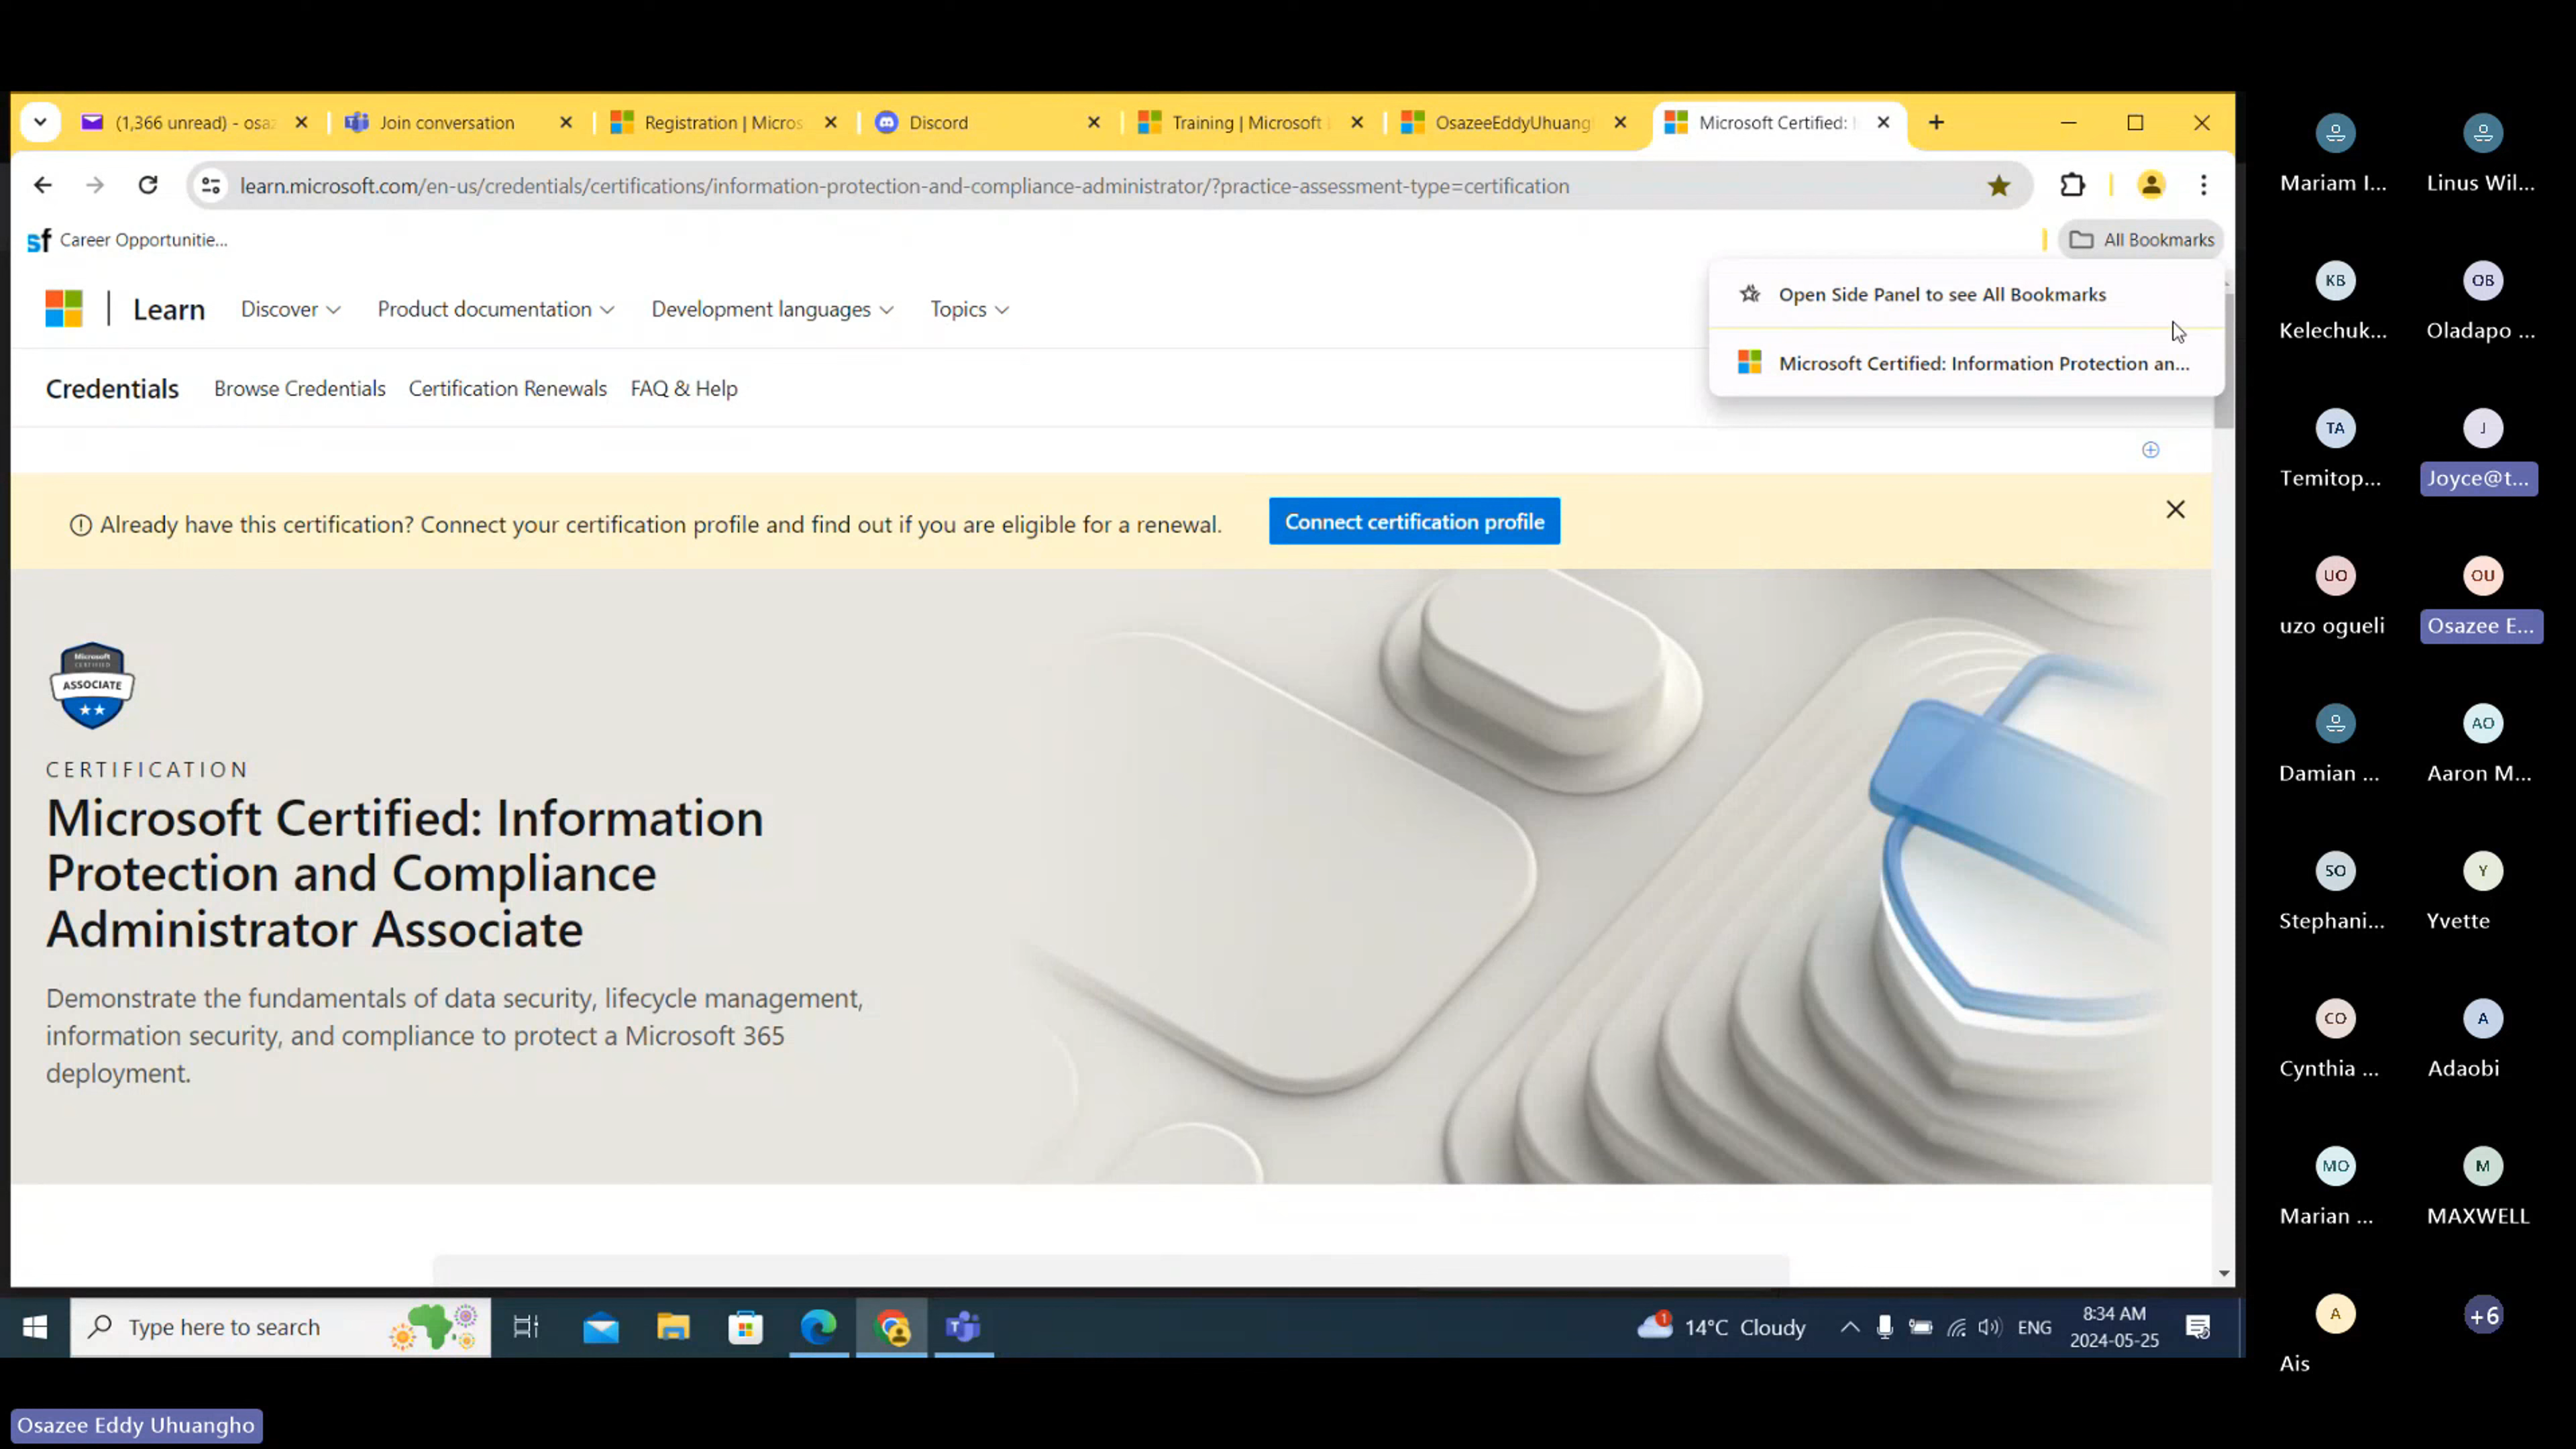 (1,366 unread) - osaz
Join conversation
Registration | Micros
Discord
Training | Microsoft
OsazeeEddyUhuang
Microsoft Certified:
learn.microsoft.com/en-us/credentials/certifications/information-protection-and-compliance-administrator/?practice-assessment-type=certification
sf Career Opportunitie...
All Bookmarks
Open Side Panel to see All Bookmarks
Microsoft Certified: Information Protection an...
Learn
Discover
Product documentation
Development languages
Topics
Credentials
Browse Credentials
Certification Renewals
FAQ & Help
Already have this certification? Connect your certification profile and find out if you are eligible for a renewal.
Connect certification profile
Microsoft
CERTIFIED
ASSOCIATE
CERTIFICATION
Microsoft Certified: Information
Protection and Compliance
Administrator Associate
Demonstrate the fundamentals of data security, lifecycle management,
information security, and compliance to protect a Microsoft 365
deployment.
Type here to search
1
14°C Cloudy
ENG
8:34 AM
2024-05-25
Osazee Eddy Uhuangho
Mariam I...
Linus Wil...
KB
OB
Kelechuk...
Oladapo ...
TA
J
Temitop...
Joyce@t...
UO
OU
uzo ogueli
Osazee E...
AO
Damian ...
Aaron M...
SO
Y
Stephani...
Yvette
CO
A
Cynthia ...
Adaobi
MO
M
Marian ...
MAXWELL
A
+6
Ais